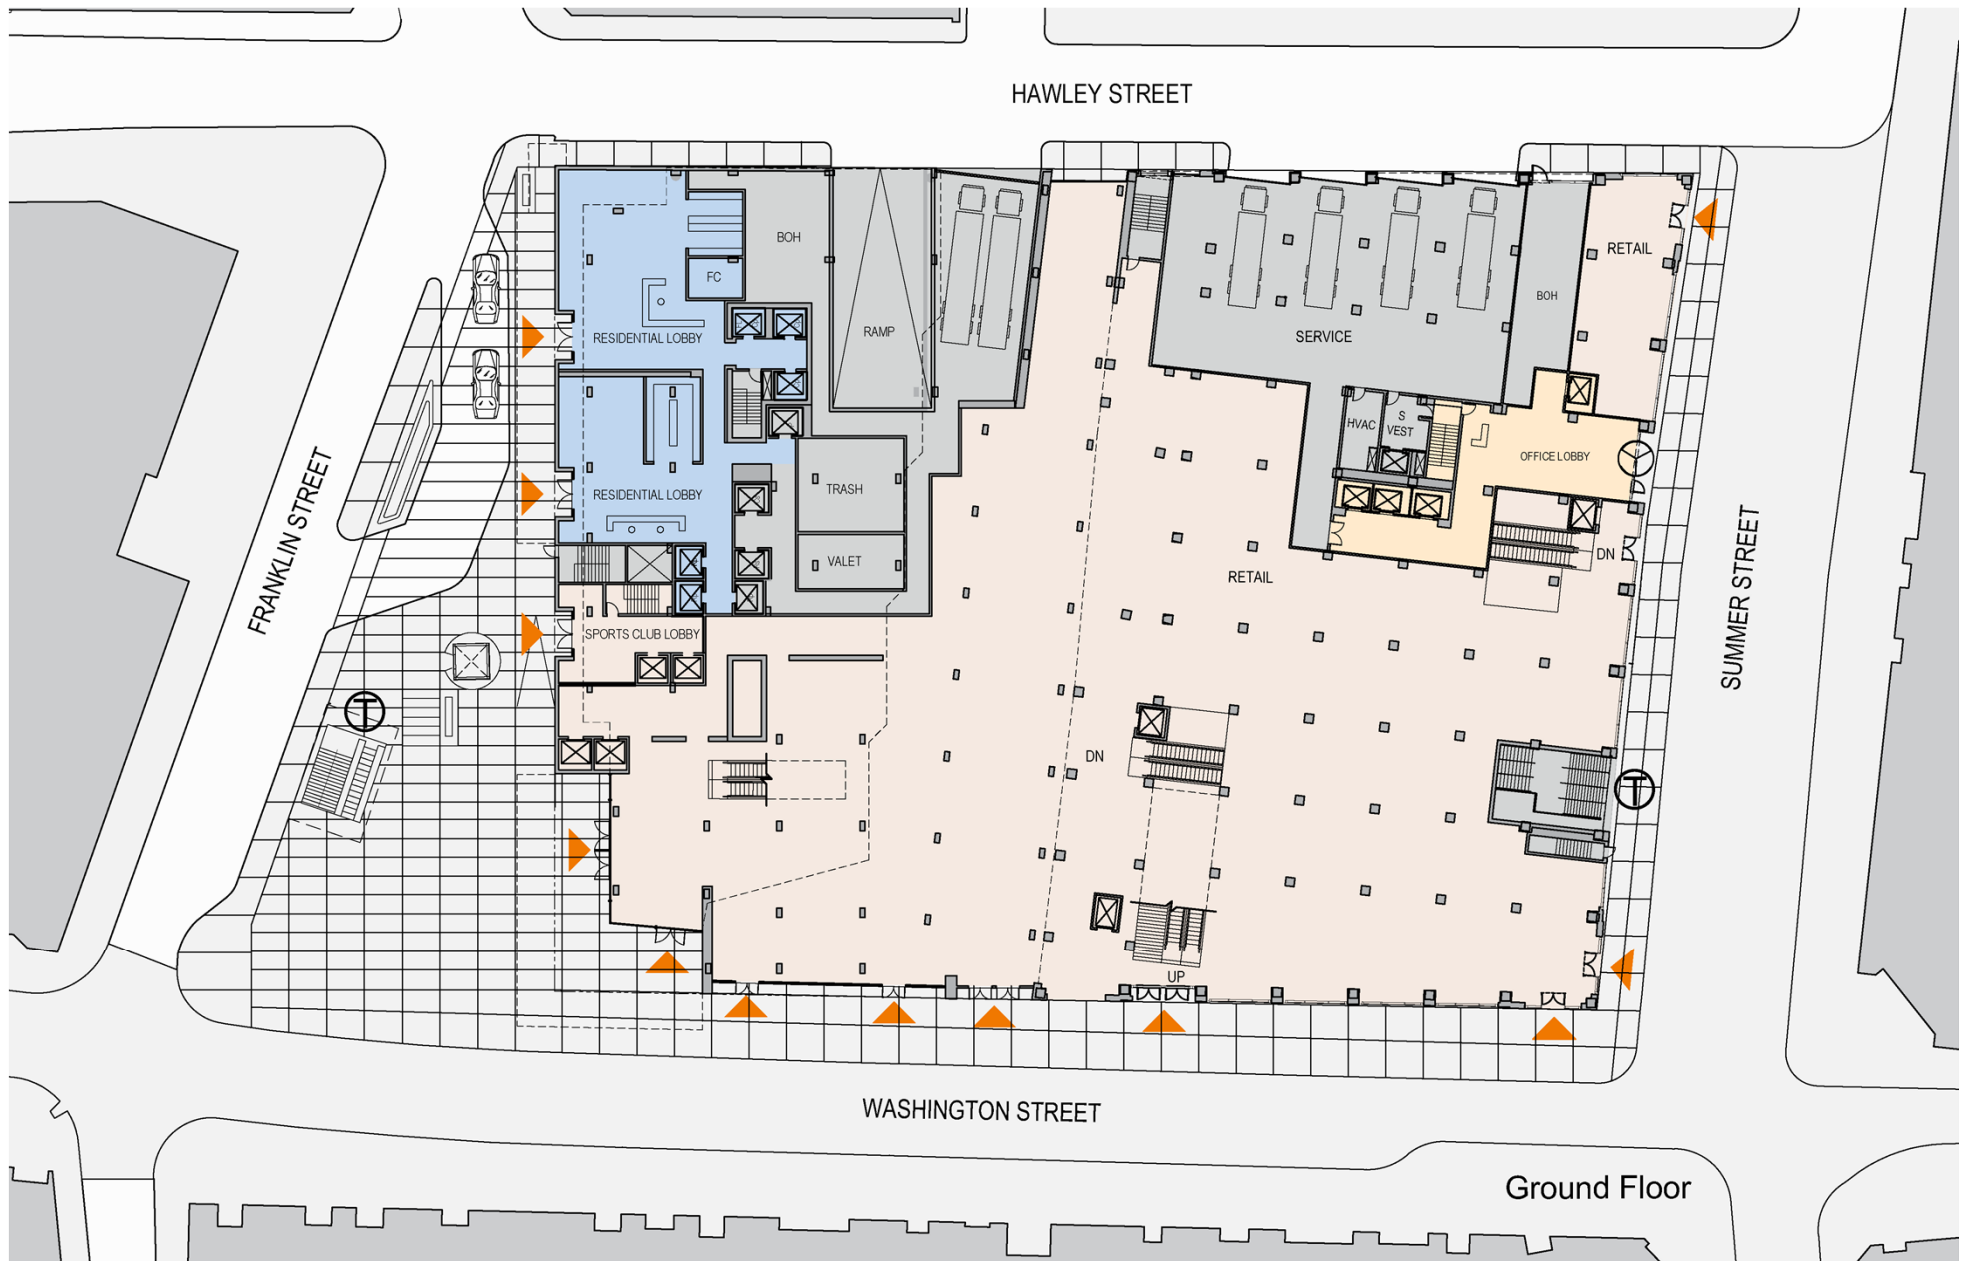 HAWLEY STREET
BOH
FC
RAMP
RESIDENTIAL LOBBY
SERVICE
BOH
RETAIL
HVAC
S
VEST
OFFICE LOBBY
TRASH
RESIDENTIAL LOBBY
VALET
DN
RETAIL
SPORTS CLUB LOBBY
FRANKLIN STREET
SUMMER STREET
T
DN
T
UP
WASHINGTON STREET
Ground Floor